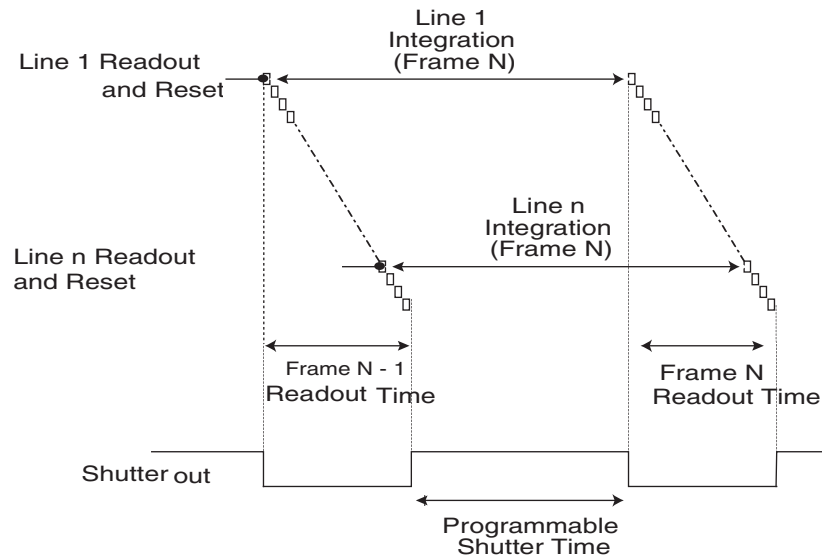 Line 1
Integration
(Frame N)
Line 1 Readout
and Reset
Line n
Integration
(Frame N)
Line n Readout
and Reset
Frame N - 1
Readout Time
Frame N
Readout Time
Shutter out
Programmable
Shutter Time